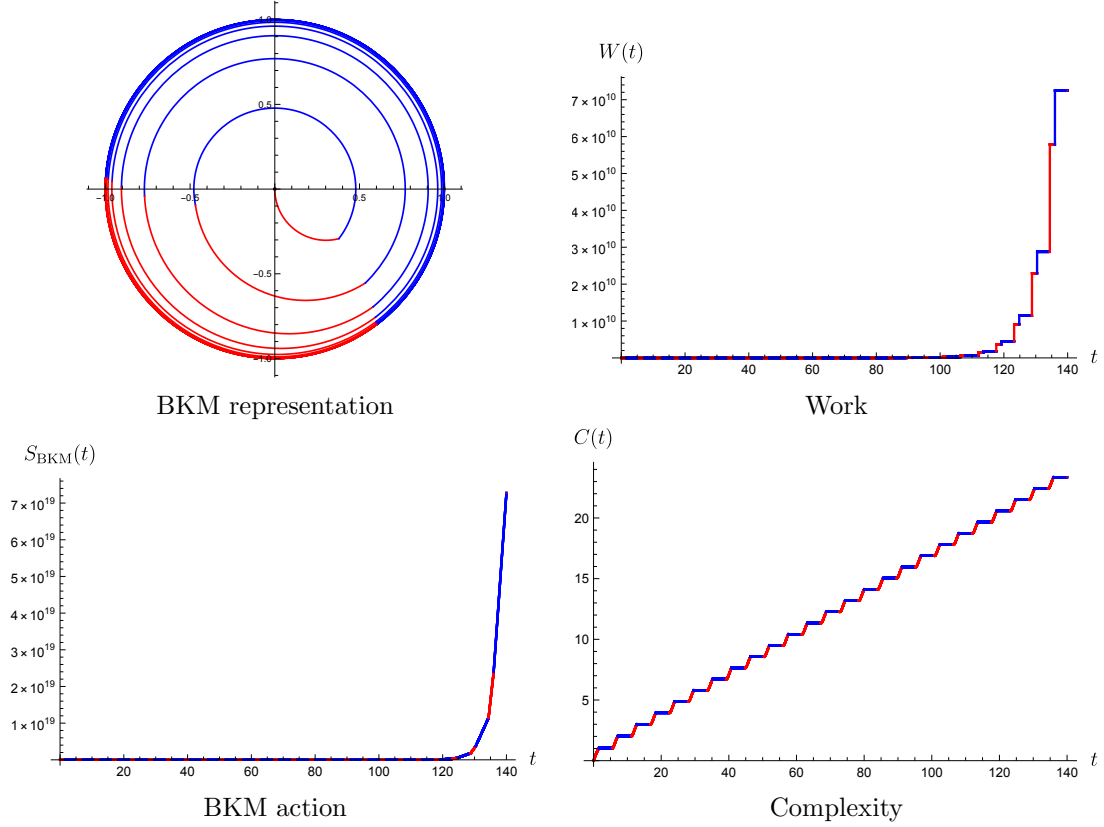 1.0
0.5
−1.0
−0.5
0.5
1.0
−0.5
−1.0
BKM representation
W(t)
7 × 10^10
6 × 10^10
5 × 10^10
4 × 10^10
3 × 10^10
2 × 10^10
1 × 10^10
20 40 60 80 100 120 140 t
Work
S_BKM(t)
7 × 10^19
6 × 10^19
5 × 10^19
4 × 10^19
3 × 10^19
2 × 10^19
1 × 10^19
20 40 60 80 100 120 140 t
BKM action
C(t)
20
15
10
5
20 40 60 80 100 120 140 t
Complexity